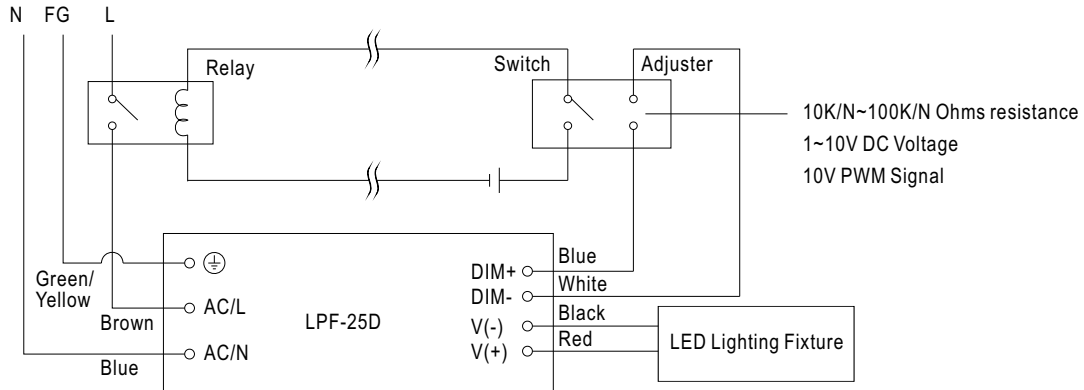 N FG L
Relay
Switch
Adjuster
10K/N~100K/N Ohms resistance
1~10V DC Voltage
10V PWM Signal
Green/
Yellow
Brown
Blue
AC/L
AC/N
LPF-25D
DIM+
DIM-
V(-)
V(+)
Blue
White
Black
Red
LED Lighting Fixture